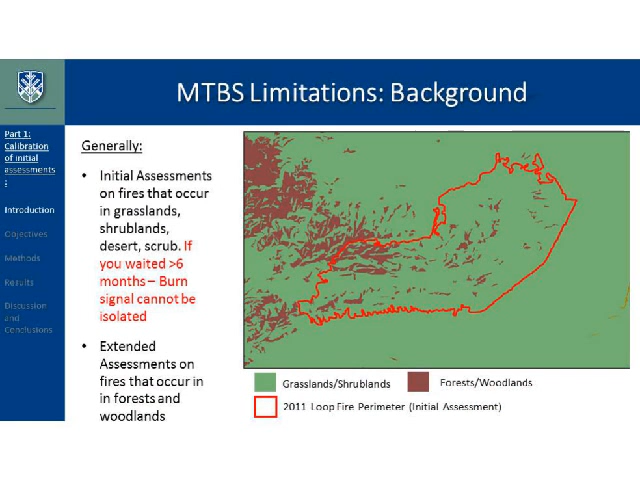 MTBS Limitations: Background
Part 1:
Calibration
of initial
assessments
:
Introduction
Objectives
Methods
Results
Discussion
and
Conclusions
Generally:
• Initial Assessments
on fires that occur
in grasslands,
shrublands,
desert, scrub. If
you waited >6
months – Burn
signal cannot be
isolated
• Extended
Assessments on
fires that occur in
in forests and
woodlands
Grasslands/Shrublands
Forests/Woodlands
2011 Loop Fire Perimeter (Initial Assessment)